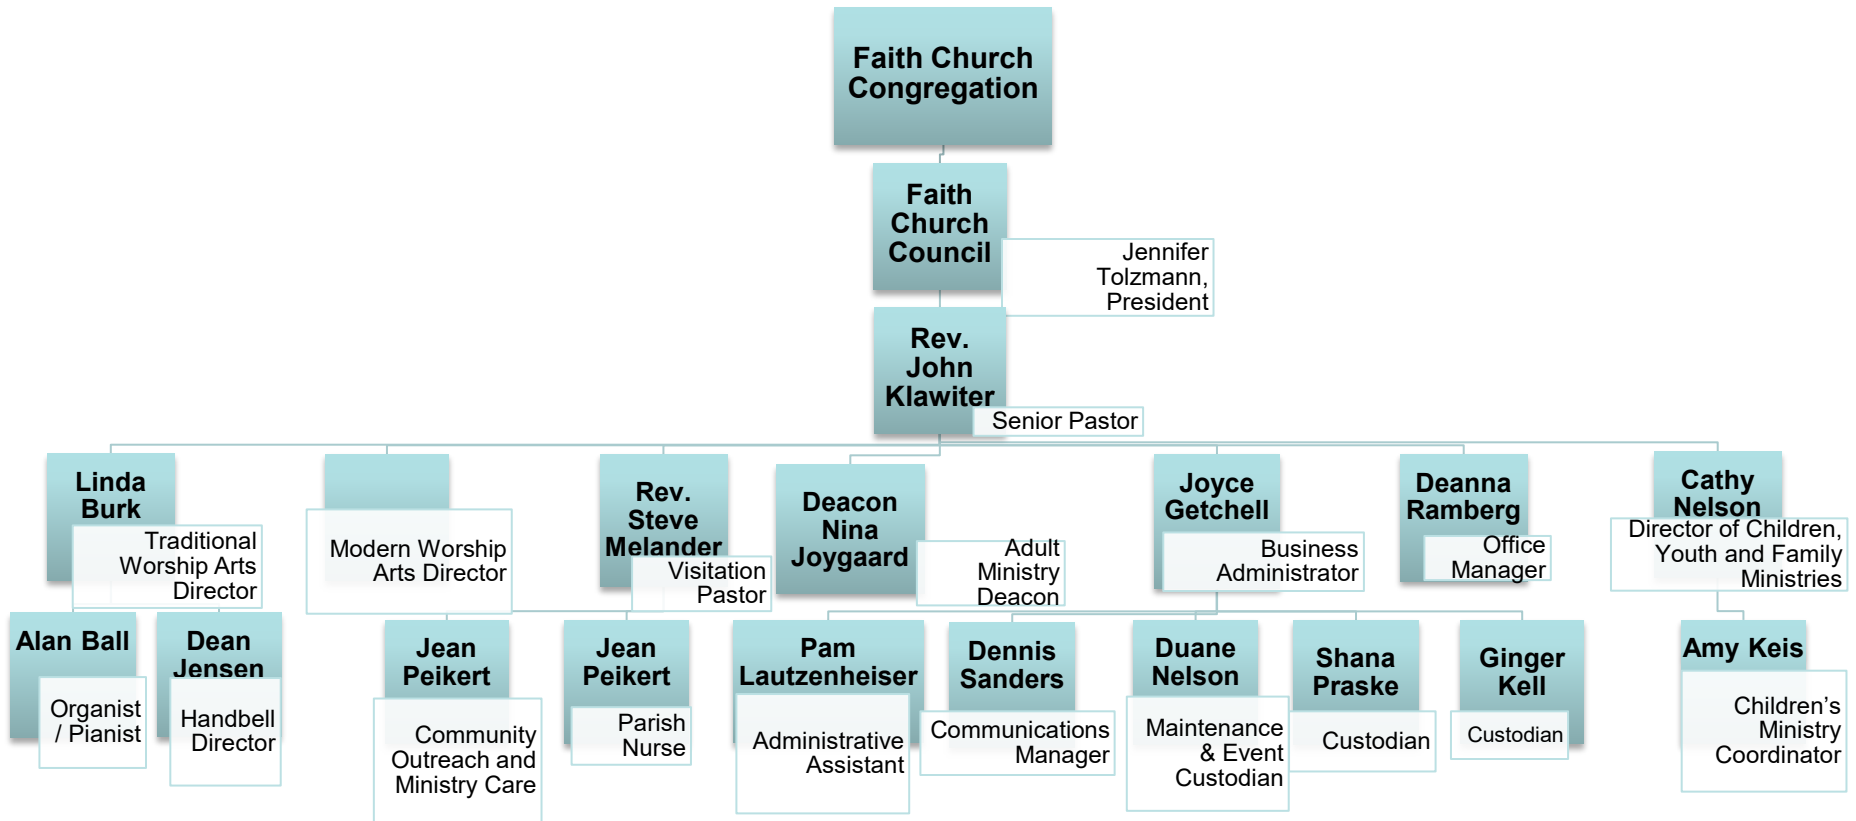 Faith Church
Congregation
Faith
Church
Council
Jennifer
Tolzmann,
President
Rev.
John
Klawiter
Senior Pastor
Linda
Burk
Traditional
Worship Arts
Director
Modern Worship
Arts Director
Rev.
Steve
Melander
Visitation
Pastor
Deacon
Nina
Joygaard
Adult
Ministry
Deacon
Joyce
Getchell
Business
Administrator
Deanna
Ramberg
Office
Manager
Cathy
Nelson
Director of Children,
Youth and Family
Ministries
Alan Ball
Organist
/ Pianist
Dean
Jensen
Handbell
Director
Jean
Peikert
Community
Outreach and
Ministry Care
Jean
Peikert
Parish
Nurse
Pam
Lautzenheiser
Administrative
Assistant
Dennis
Sanders
Communications
Manager
Duane
Nelson
Maintenance
& Event
Custodian
Shana
Praske
Custodian
Ginger
Kell
Custodian
Amy Keis
Children’s
Ministry
Coordinator